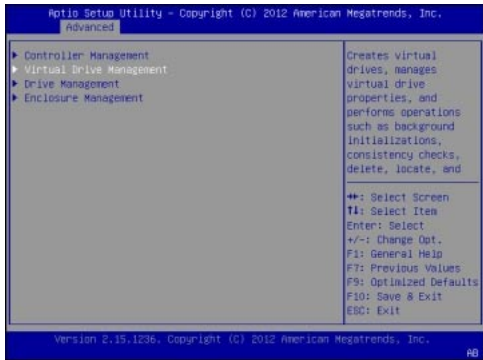 Aptio Setup Utility – Copyright (C) 2012 American Megatrends, Inc.
Advanced
▶ Controller Management
▶ Virtual Drive Management
▶ Drive Management
▶ Enclosure Management
Creates virtual
drives, manages
virtual drive
properties, and
performs operations
such as background
initializations,
consistency checks,
delete, locate, and
→←: Select Screen
↑↓: Select Item
Enter: Select
+/-: Change Opt.
F1: General Help
F7: Previous Values
F9: Optimized Defaults
F10: Save & Exit
ESC: Exit
Version 2.15.1236. Copyright (C) 2012 American Megatrends, Inc.
AB